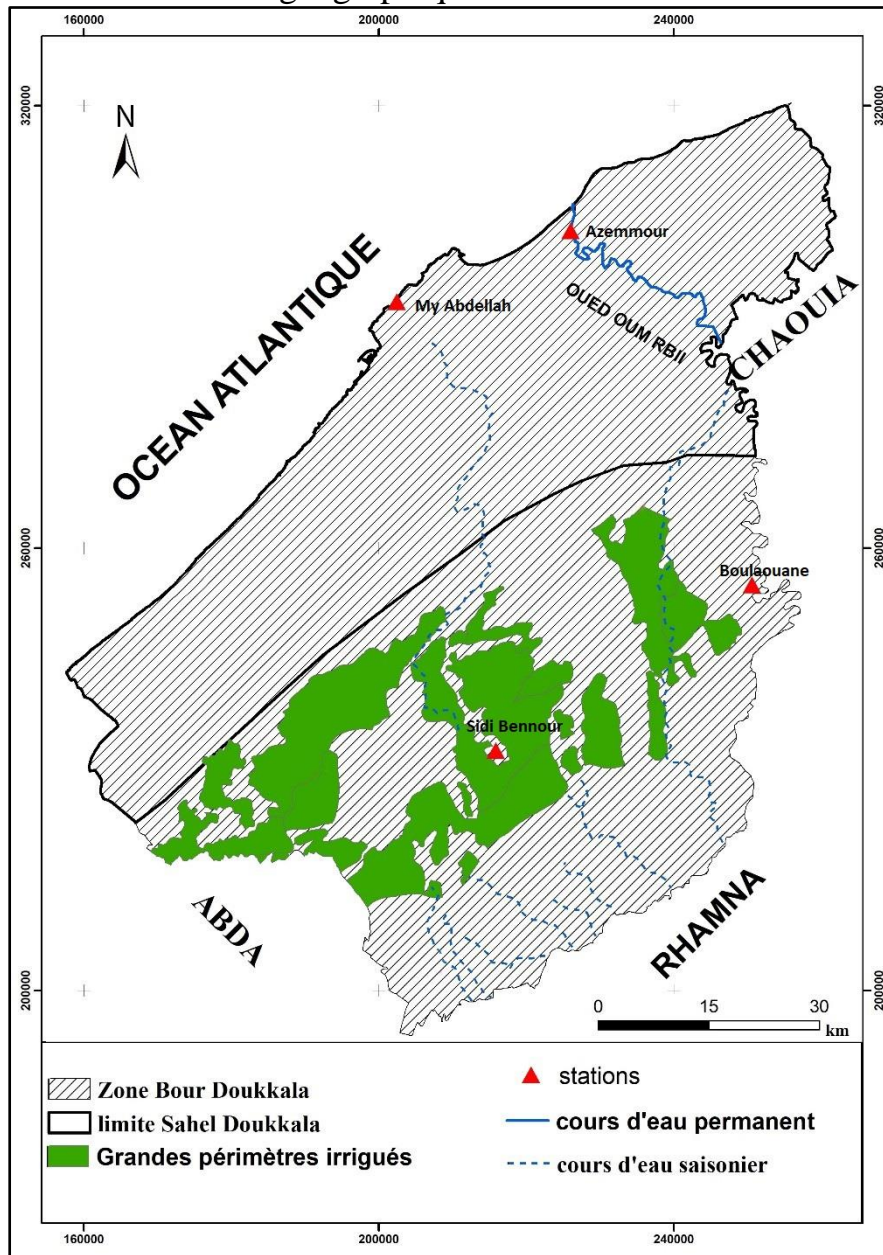 160000
200000
240000
320000
320000
N
Azemmour
My Abdellah
OCEAN ATLANTIQUE
OUED OUM RBII
CHAOUIA
260000
260000
Boulaouane
Sidi Bennour
ABDA
RHAMNA
200000
200000
0 15 30
km
Zone Bour Doukkala
limite Sahel Doukkala
Grandes périmètres irrigués
stations
cours d'eau permanent
cours d'eau saisonier
160000
200000
240000